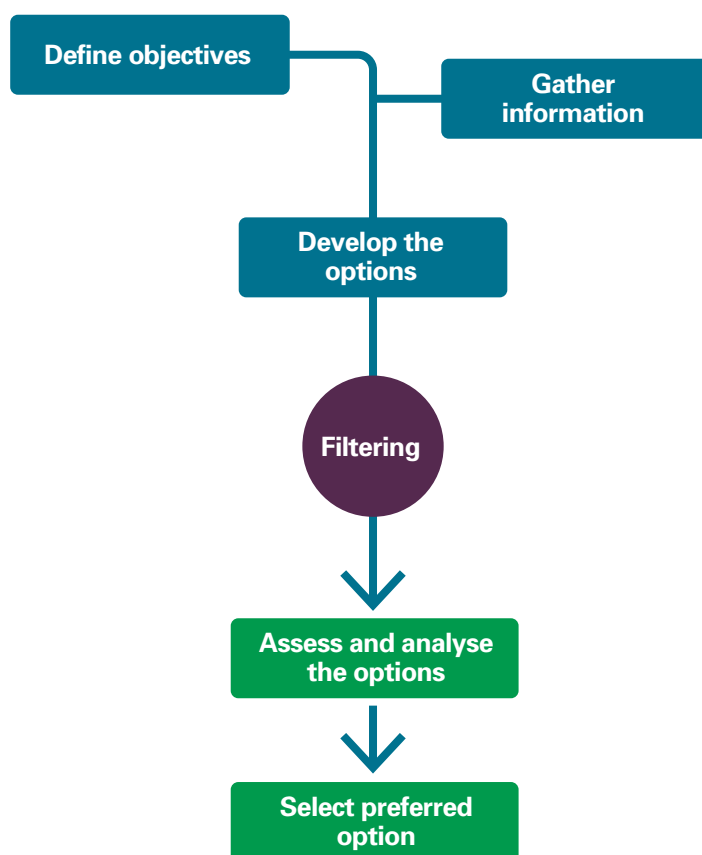 Define objectives
Gather
information
Develop the
options
Filtering
Assess and analyse
the options
Select preferred
option